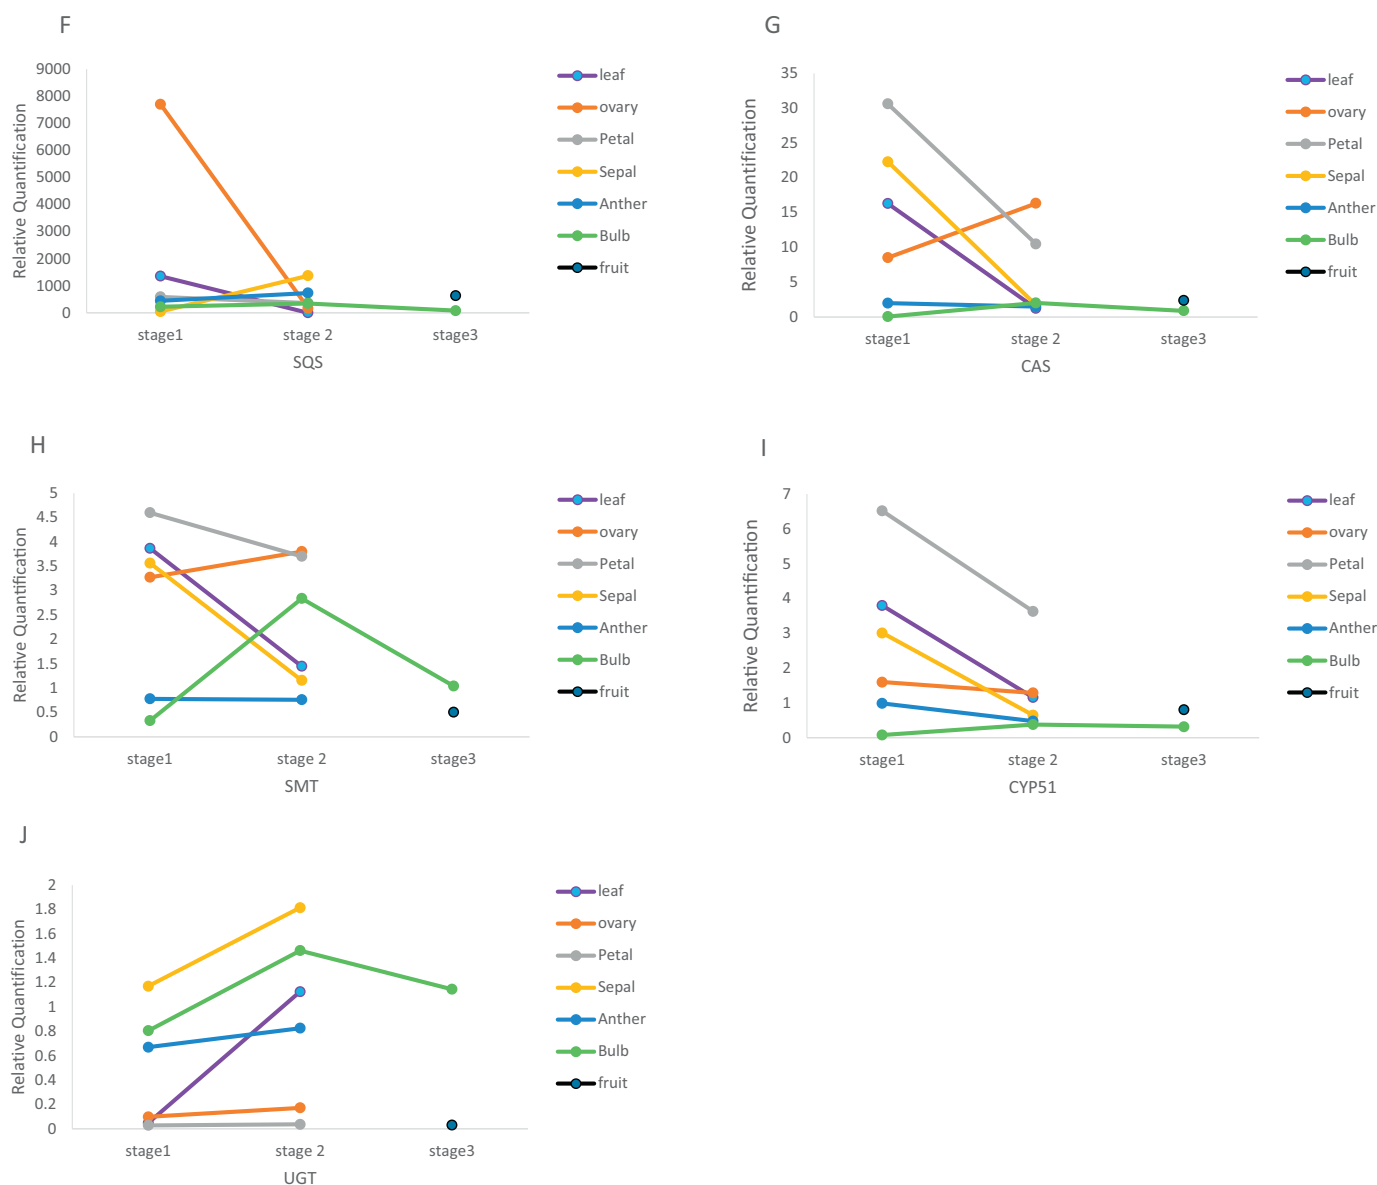 F
Relative Quantification
9000
8000
7000
6000
5000
4000
3000
2000
1000
0
stage1
stage 2
stage3
SQS
leaf
ovary
Petal
Sepal
Anther
Bulb
fruit
G
Relative Quantification
35
30
25
20
15
10
5
0
stage1
stage 2
stage3
CAS
leaf
ovary
Petal
Sepal
Anther
Bulb
fruit
H
Relative Quantification
5
4.5
4
3.5
3
2.5
2
1.5
1
0.5
0
stage1
stage 2
stage3
SMT
leaf
ovary
Petal
Sepal
Anther
Bulb
fruit
I
Relative Quantification
7
6
5
4
3
2
1
0
stage1
stage 2
stage3
CYP51
leaf
ovary
Petal
Sepal
Anther
Bulb
fruit
J
Relative Quantification
2
1.8
1.6
1.4
1.2
1
0.8
0.6
0.4
0.2
0
stage1
stage 2
stage3
UGT
leaf
ovary
Petal
Sepal
Anther
Bulb
fruit